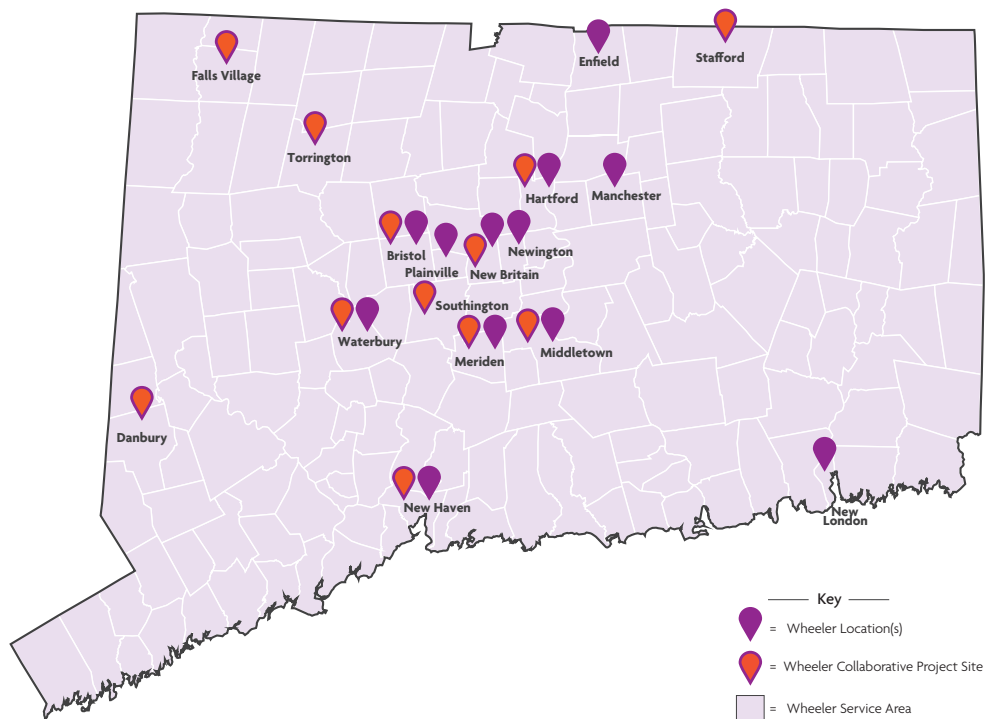 Enfield
Stafford
Falls Village
Torrington
Hartford
Manchester
Bristol
Newington
Plainville
New Britain
Southington
Waterbury
Meriden
Middletown
Danbury
New Haven
New
London
Key
= Wheeler Location(s)
= Wheeler Collaborative Project Site
= Wheeler Service Area